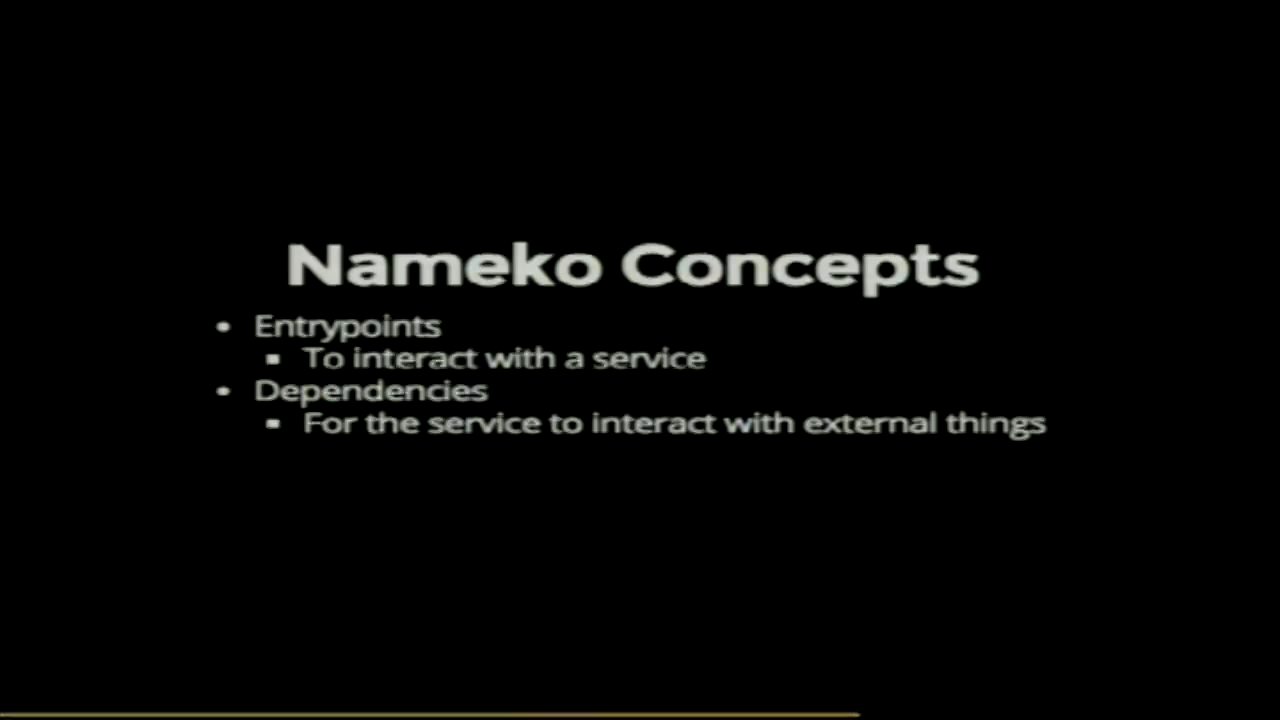 Nameko Concepts
• Entrypoints
▪ To interact with a service
• Dependencies
▪ For the service to interact with external things